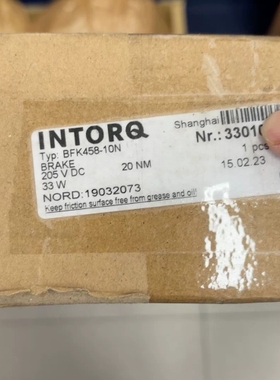 Shanghai
INTORQ Nr.: 3301
Typ: BFK458-10N 1 pcs
BRAKE 20 NM 15.02.23
205 V DC
33 W
NORD: 19032073
Keep friction surface free from grease and oil!